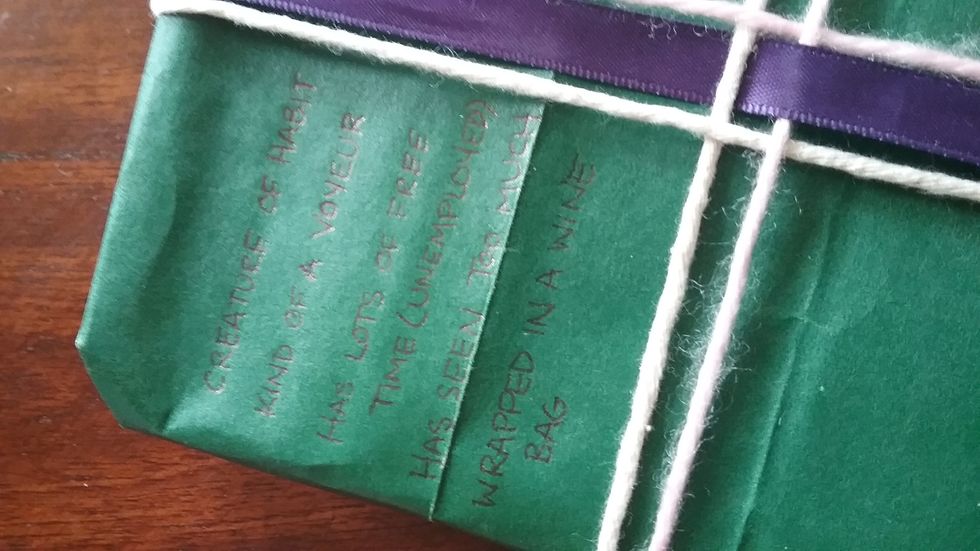 CREATURE OF HABIT
KIND OF A VOYEUR
HAS LOTS OF FREE
TIME (UNEMPLOYED)
HAS SEEN TOO MUCH
WRAPPED IN A WINE
BAG